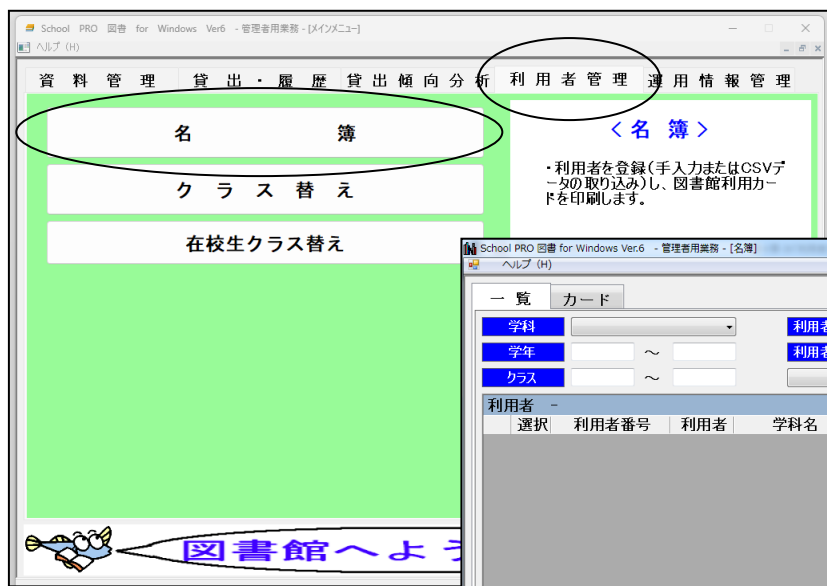 School PRO 図書 for Windows Ver6 - 管理者用業務 - [メインメニュー]
ヘルプ (H)
資料管理 貸出・履歴 貸出傾向分析 利用者管理 運用情報管理
名簿
クラス替え
在校生クラス替え
<名簿>
・利用者を登録(手入力またはCSVデ
ータの取り込み)し、図書館利用カー
ドを印刷します。
School PRO 図書 for Windows Ver.6 - 管理者用業務 - [名簿]
ヘルプ (H)
一覧 カード
学科 利用者
学年 ～ 利用者
クラス ～
利用者 -
選択 利用者番号 利用者 学科名
図書館へよう